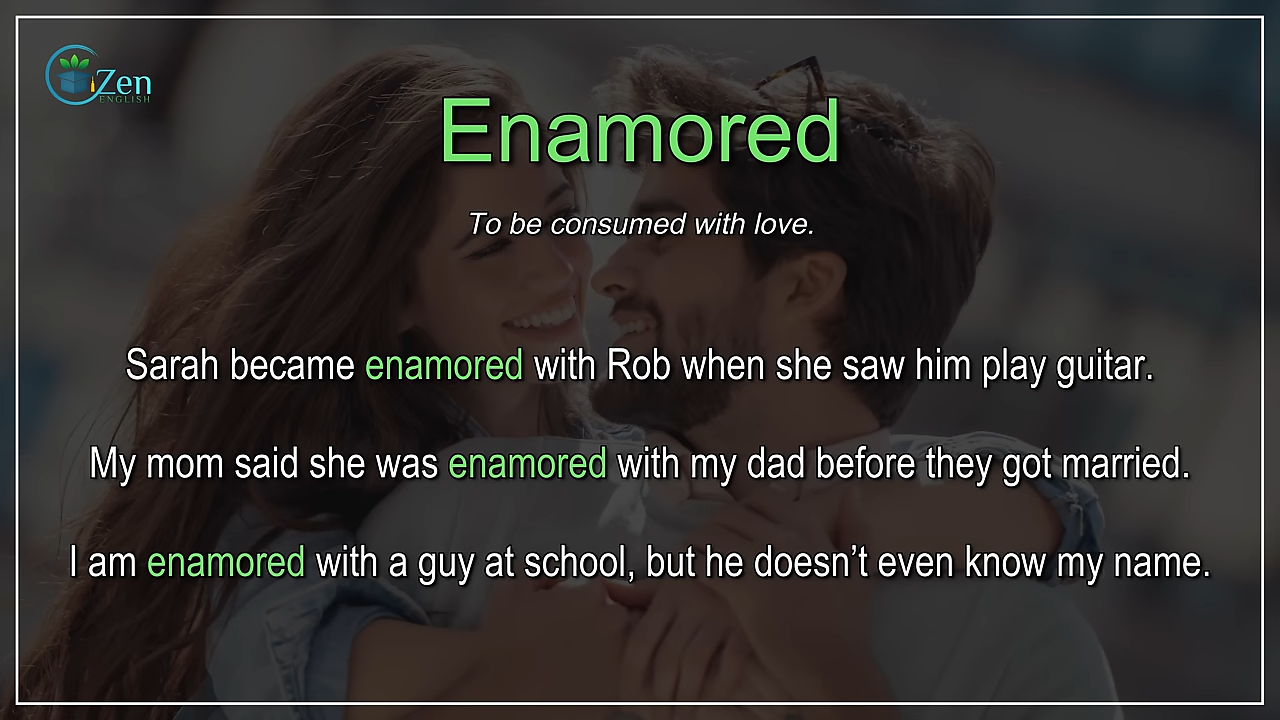 Zen
ENGLISH
Enamored
To be consumed with love.
Sarah became enamored with Rob when she saw him play guitar.
My mom said she was enamored with my dad before they got married.
I am enamored with a guy at school, but he doesn’t even know my name.